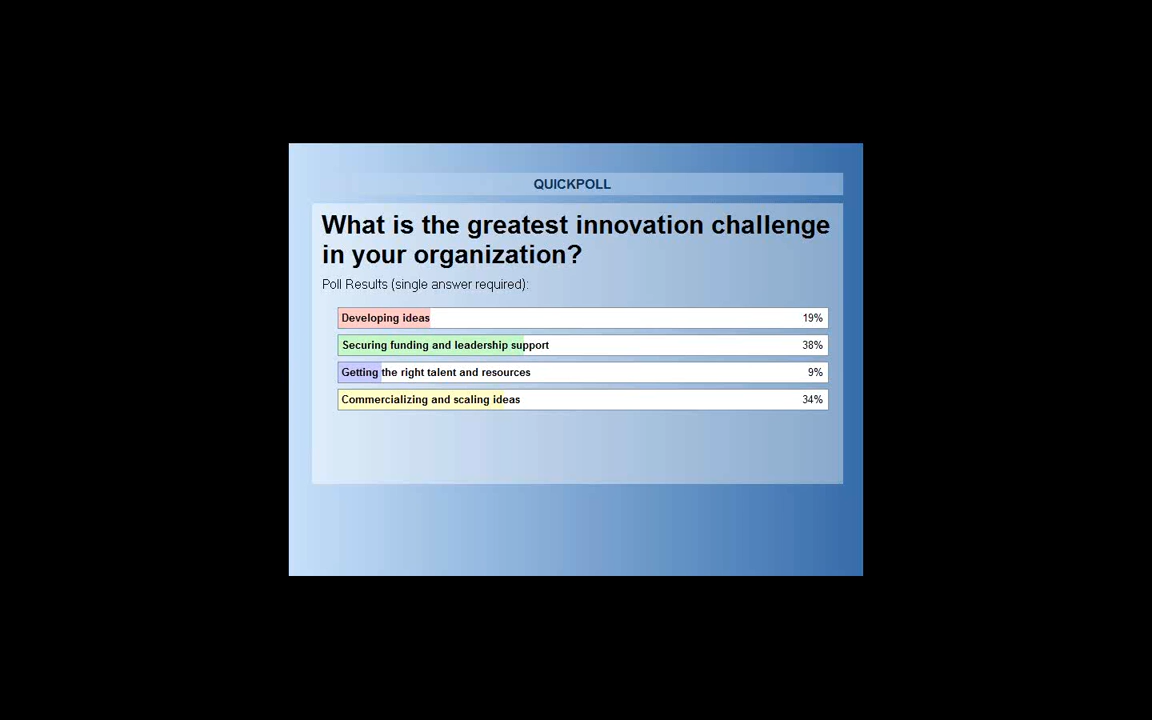 QUICKPOLL
What is the greatest innovation challenge
in your organization?
Poll Results (single answer required):
Developing ideas 19%
Securing funding and leadership support 38%
Getting the right talent and resources 9%
Commercializing and scaling ideas 34%